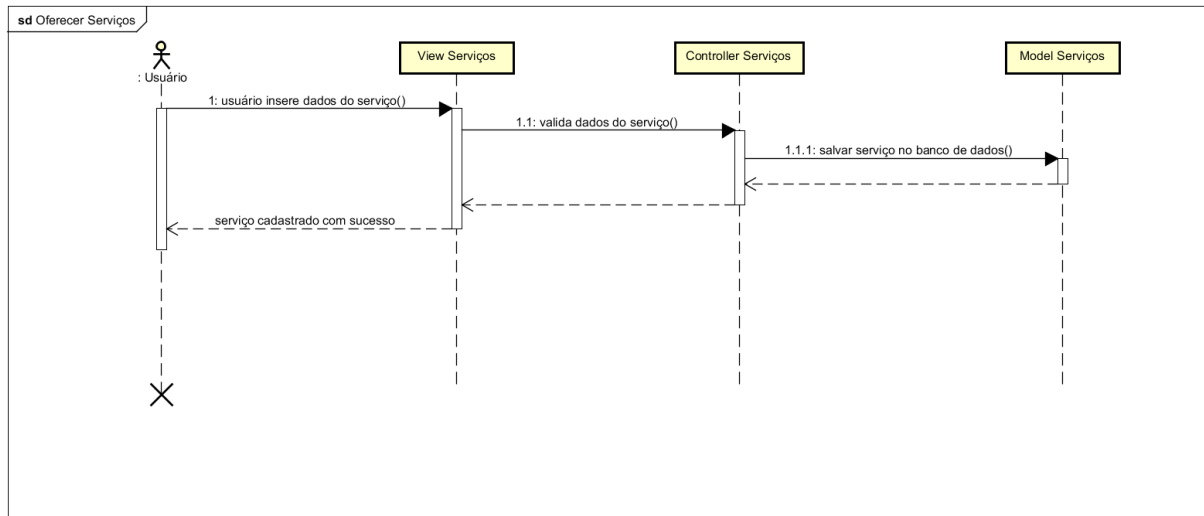 sd Oferecer Serviços
: Usuário
View Serviços
Controller Serviços
Model Serviços
1: usuário insere dados do serviço()
1.1: valida dados do serviço()
1.1.1: salvar serviço no banco de dados()
serviço cadastrado com sucesso